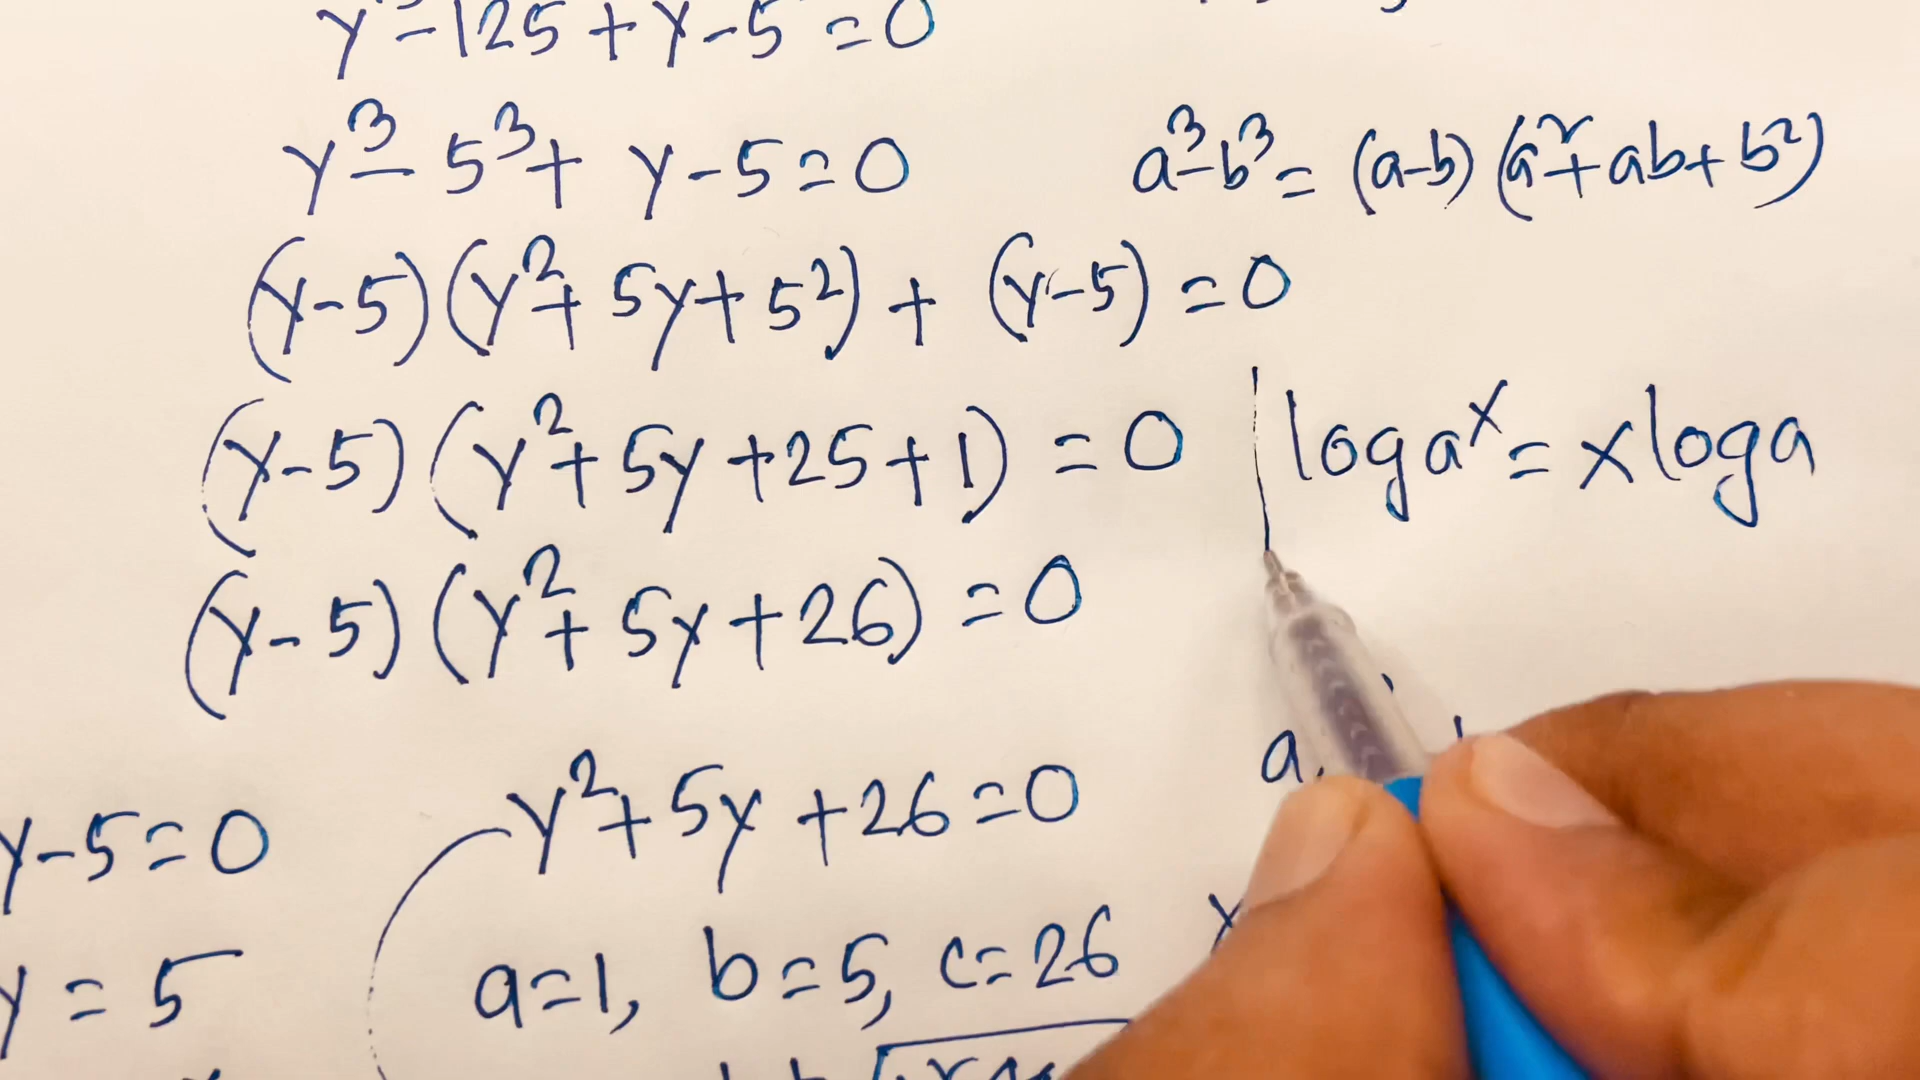 y³-125+y-5=0
y³-5³+ y-5=0
a³-b³= (a-b) (a²+ab+b²)
(y-5)(y²+5y+5²) + (y-5) =0
(y-5) (y²+5y+25+1) =0
log aˣ = x log a
(y-5) (y²+5y+26) =0
y²+5y+26=0
a
y-5=0
a=1, b=5, c=26
y = 5